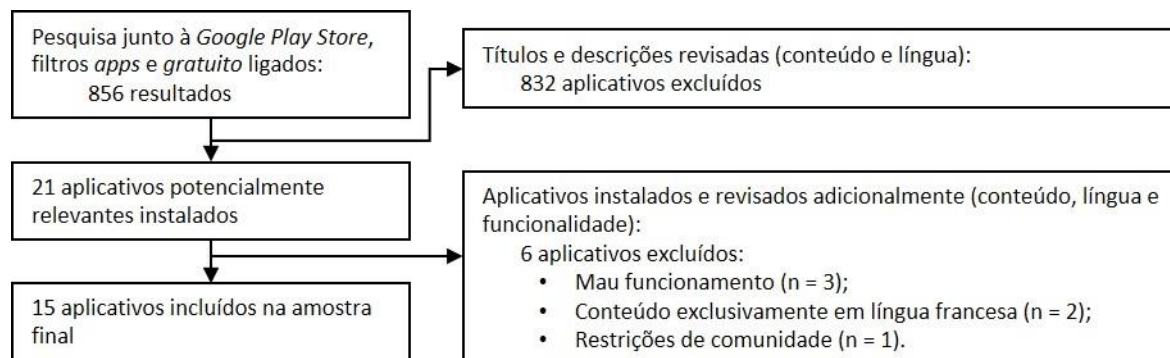 Pesquisa junto à Google Play Store,
filtros apps e gratuito ligados:
856 resultados
Títulos e descrições revisadas (conteúdo e língua):
832 aplicativos excluídos
21 aplicativos potencialmente
relevantes instalados
Aplicativos instalados e revisados adicionalmente (conteúdo, língua e
funcionalidade):
6 aplicativos excluídos:
• Mau funcionamento (n = 3);
• Conteúdo exclusivamente em língua francesa (n = 2);
• Restrições de comunidade (n = 1).
15 aplicativos incluídos na amostra
final